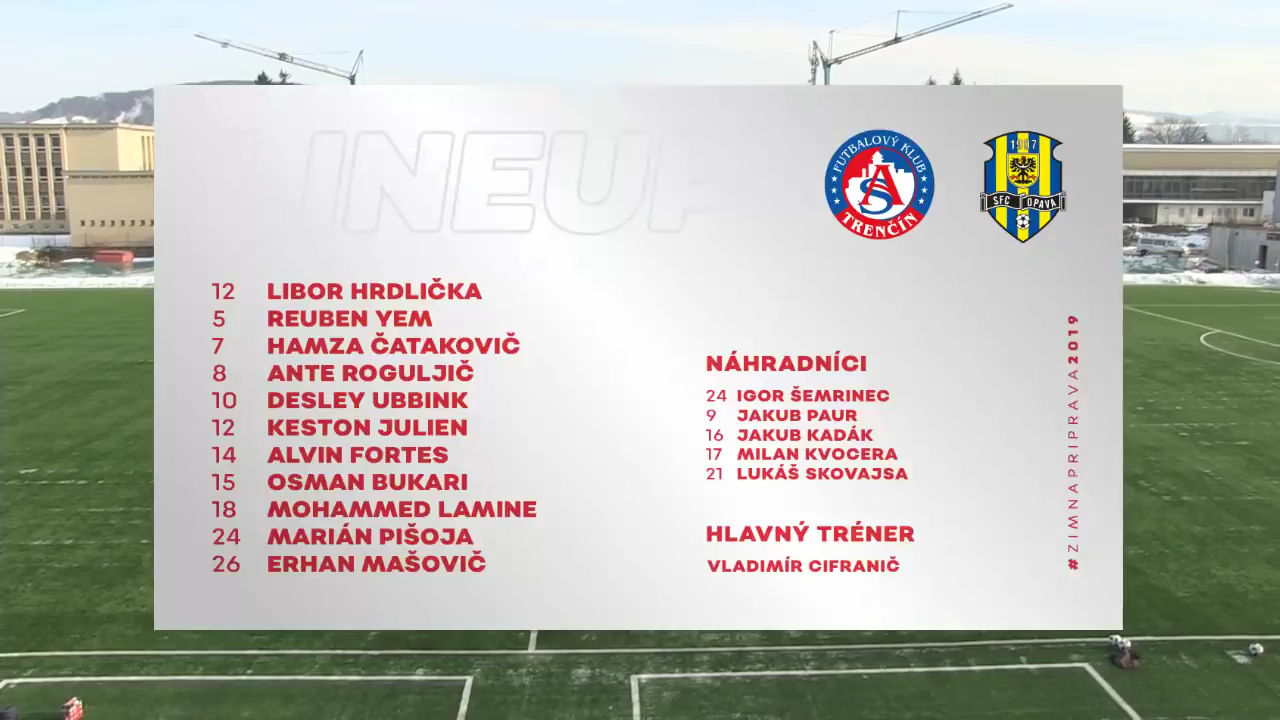 LINEUP
FUTBALOVÝ KLUB
AS
TRENČÍN
1907
SFC OPAVA
12 LIBOR HRDLIČKA
5 REUBEN YEM
7 HAMZA ČATAKOVIČ
8 ANTE ROGULJIČ
10 DESLEY UBBINK
12 KESTON JULIEN
14 ALVIN FORTES
15 OSMAN BUKARI
18 MOHAMMED LAMINE
24 MARIÁN PIŠOJA
26 ERHAN MAŠOVIČ
NÁHRADNÍCI
24 IGOR ŠEMRINEC
9 JAKUB PAUR
16 JAKUB KADÁK
17 MILAN KVOCERA
21 LUKÁŠ SKOVAJSA
HLAVNÝ TRÉNER
VLADIMÍR CIFRANIČ
#ZIMNAPRIPRAVA2019